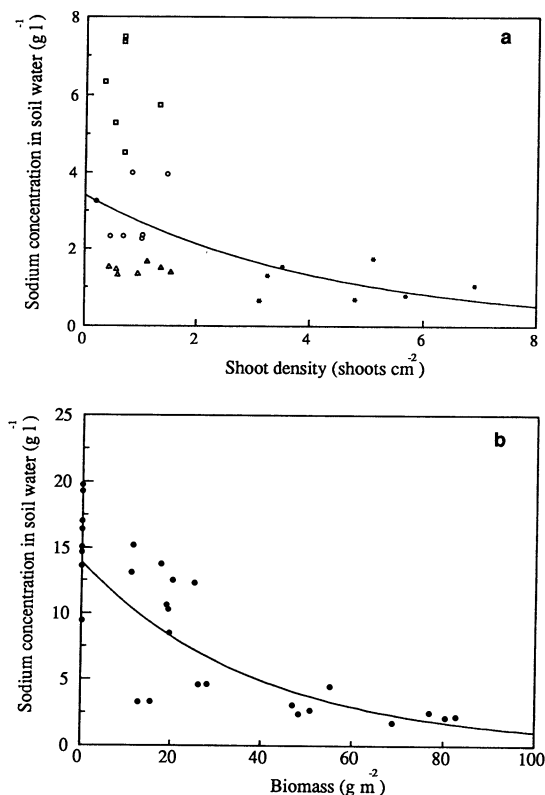 a
Sodium concentration in soil water (g l⁻¹)
8
6
4
2
0
0 2 4 6 8
Shoot density (shoots cm⁻²)
b
Sodium concentration in soil water (g l⁻¹)
25
20
15
10
5
0
0 20 40 60 80 100
Biomass (g m⁻²)